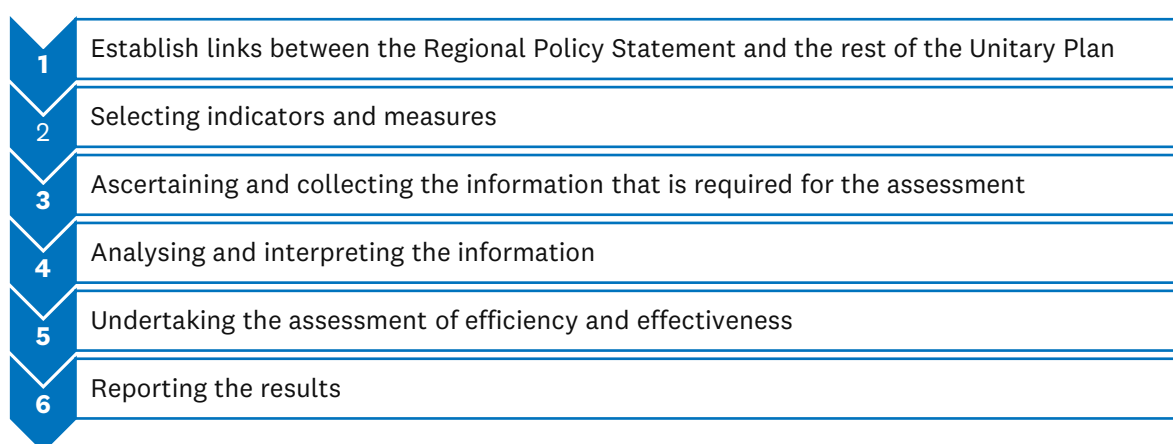 1 Establish links between the Regional Policy Statement and the rest of the Unitary Plan
2 Selecting indicators and measures
3 Ascertaining and collecting the information that is required for the assessment
4 Analysing and interpreting the information
5 Undertaking the assessment of efficiency and effectiveness
6 Reporting the results